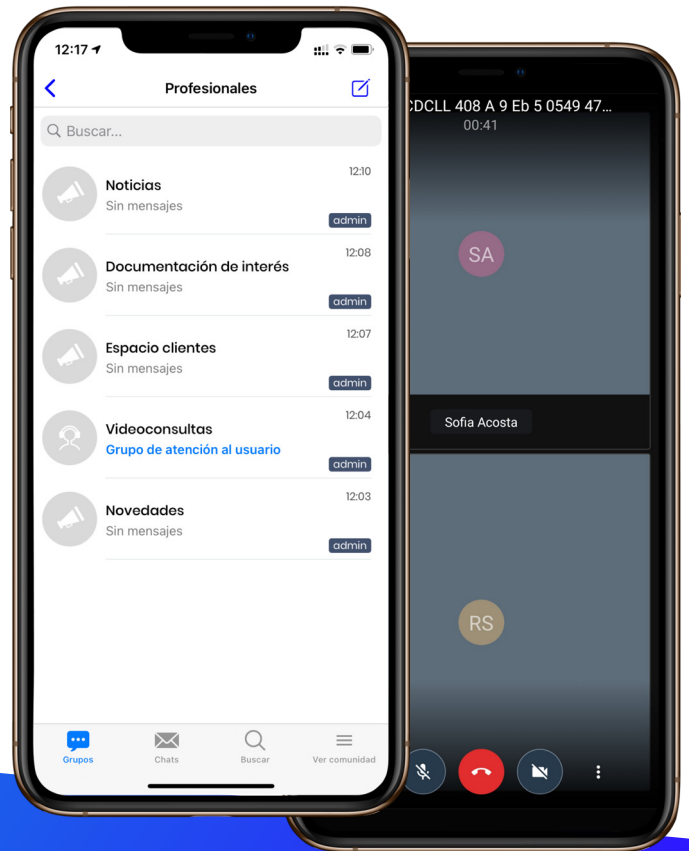 12:17
Profesionales
Buscar...
Noticias
12:10
Sin mensajes
admin
Documentación de interés
12:08
Sin mensajes
admin
Espacio clientes
12:07
Sin mensajes
admin
Videoconsultas
12:04
Grupo de atención al usuario
admin
Novedades
12:03
Sin mensajes
admin
Grupos
Chats
Buscar
Ver comunidad
DCLL 408 A 9 Eb 5 0549 47...
00:41
SA
Sofia Acosta
RS